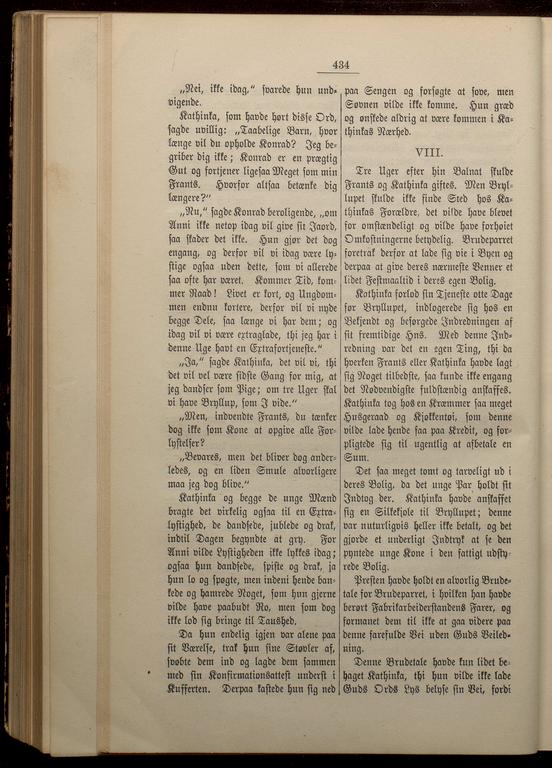 434
„Nei, ikke idag,“ svarede hun und-
vigende.
Kathinka, som havde hørt disse Ord,
sagde uvillig: „Taabelige Barn, hvor
længe vil du opholde Konrad? Jeg be-
griber dig ikke; Konrad er en prægtig
Gut og fortjener ligesaa Meget som min
Frants. Hvorfor altsaa betænke dig
længere?“
„Nu,“ sagde Konrad beroligende, „om
Anni ikke netop idag vil give sit Jaord,
saa skader det ikke. Hun gjør det dog
engang, og derfor vil vi idag være ly-
stige ogsaa uden dette, som vi allerede
saa ofte har været. Kommer Tid, kom-
mer Raad! Livet er kort, og Ungdom-
men endnu kortere, derfor vil vi nyde
begge Dele, saa længe vi har dem; og
idag vil vi være extraglade, thi jeg har i
denne Uge havt en Extrafortjeneste.“
„Ja,“ sagde Kathinka, det vil vi, thi
det vil vel være sidste Gang for mig, at
jeg dandser som Pige; om tre Uger skal
vi have Bryllup, som I vide.“
„Men, indvendte Frants, du tænker
dog ikke som Kone at opgive alle For-
lystelser?
„Bevares, men det bliver dog ander-
ledes, og en liden Smule alvorligere
maa jeg dog blive.“
Kathinka og begge de unge Mænd
bragte det virkelig ogsaa til en Extra-
lystighed, de dandsede, jublede og drak,
indtil Dagen begyndte at gry. For
Anni vilde Lystigheden ikke lykkes idag;
ogsaa hun dandsede, spiste og drak, ja
hun lo og spøgte, men indeni hende ban-
kede og hamrede Noget, som hun gjerne
vilde have paabudt Ro, men som dog
ikke lod sig bringe til Taushed.
Da hun endelig igjen var alene paa
sit Værelse, trak hun sine Støvler af,
svøbte dem ind og lagde dem sammen
med sin Konfirmationsattest underst i
Kufferten. Derpaa kastede hun sig ned
paa Sengen og forsøgte at sove, men
Søvnen vilde ikke komme. Hun græd
og ønskede aldrig at være kommen i Ka-
thinkas Nærhed.
VIII.
Tre Uger efter hin Balnat skulde
Frants og Kathinka giftes. Men Bryl-
lupet skulde ikke finde Sted hos Ka-
thinkas Forældre, det vilde have blevet
for omstændeligt og vilde have forhøiet
Omkostningerne betydelig. Brudeparret
foretrak derfor at lade sig vie i Byen og
derpaa at give deres nærmeste Venner et
lidet Festmaaltid i deres egen Bolig.
Kathinka forlod sin Tjeneste otte Dage
før Bryllupet, indlogerede sig hos en
Bekjendt og besørgede Indredningen af
sit fremtidige Hus. Med denne Ind-
redning var det en egen Ting, thi da
hverken Frants eller Kathinka havde lagt
sig Noget tilbedste, saa kunde ikke engang
det Nødvendigste fuldstændig anskaffes.
Kathinka tog hos en Kræmmer saa meget
Husgeraad og Kjøkkentøi, som denne
vilde lade hende faa paa Kredit, og for-
pligtede sig til ugentlig at afbetale en
Sum.
Det saa meget tomt og tarveligt ud i
deres Bolig, da det unge Par holdt sit
Indtog der. Kathinka havde anskaffet
sig en Silkekjole til Bryllupet; denne
var naturligvis heller ikke betalt, og det
gjorde et underligt Indtryk at se den
pyntede unge Kone i den fattigt udsty-
rede Bolig.
Presten havde holdt en alvorlig Brude-
tale for Brudeparret, i hvilken han havde
berørt Fabrikarbeiderstandens Farer, og
formanet dem til ikke at gaa videre paa
denne farefulde Vei uden Guds Veiled-
ning.
Denne Brudetale havde kun lidet be-
haget Kathinka, thi hun vilde ikke lade
Guds Ords Lys belyse sin Vei, fordi